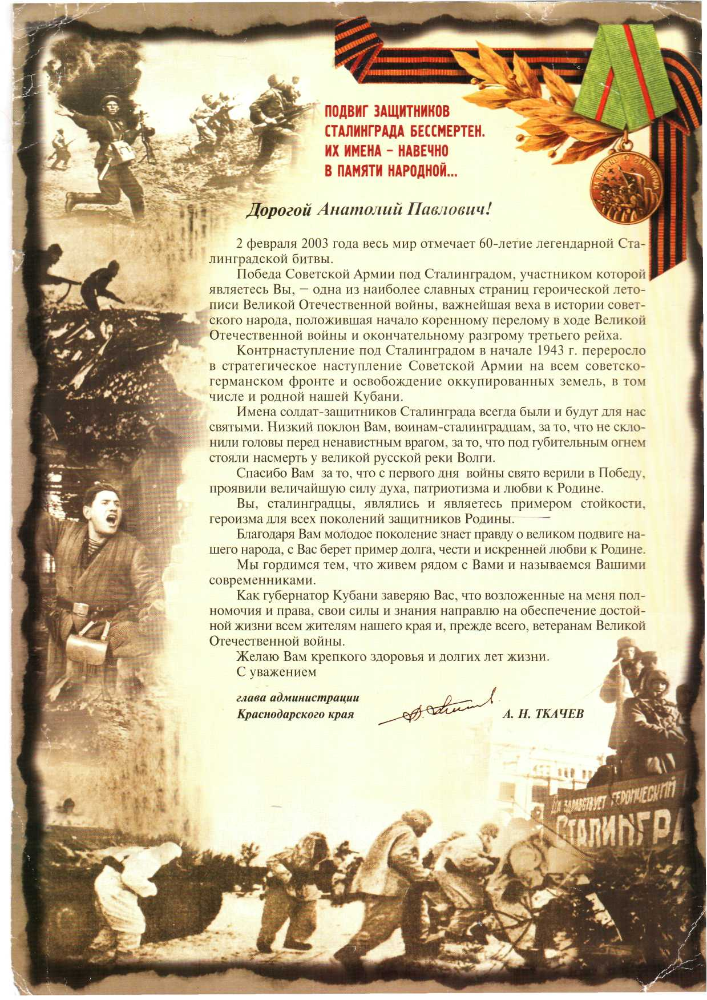 ПОДВИГ ЗАЩИТНИКОВ
СТАЛИНГРАДА БЕССМЕРТЕН.
ИХ ИМЕНА – НАВЕЧНО
В ПАМЯТИ НАРОДНОЙ...
ЗА ОБОРОНУ СТАЛИНГРАДА
Дорогой Анатолий Павлович!
2 февраля 2003 года весь мир отмечает 60-летие легендарной Ста-
линградской битвы.
Победа Советской Армии под Сталинградом, участником которой
являетесь Вы, – одна из наиболее славных страниц героической лето-
писи Великой Отечественной войны, важнейшая веха в истории совет-
ского народа, положившая начало коренному перелому в ходе Великой
Отечественной войны и окончательному разгрому третьего рейха.
Контрнаступление под Сталинградом в начале 1943 г. переросло
в стратегическое наступление Советской Армии на всем советско-
германском фронте и освобождение оккупированных земель, в том
числе и родной нашей Кубани.
Имена солдат-защитников Сталинграда всегда были и будут для нас
святыми. Низкий поклон Вам, воинам-сталинградцам, за то, что не скло-
нили головы перед ненавистным врагом, за то, что под губительным огнем
стояли насмерть у великой русской реки Волги.
Спасибо Вам за то, что с первого дня войны свято верили в Победу,
проявили величайшую силу духа, патриотизма и любви к Родине.
Вы, сталинградцы, являлись и являетесь примером стойкости,
героизма для всех поколений защитников Родины.
Благодаря Вам молодое поколение знает правду о великом подвиге на-
шего народа, с Вас берет пример долга, чести и искренней любви к Родине.
Мы гордимся тем, что живем рядом с Вами и называемся Вашими
современниками.
Как губернатор Кубани заверяю Вас, что возложенные на меня пол-
номочия и права, свои силы и знания направлю на обеспечение достой-
ной жизни всем жителям нашего края и, прежде всего, ветеранам Великой
Отечественной войны.
Желаю Вам крепкого здоровья и долгих лет жизни.
С уважением
глава администрации
Краснодарского края А. Н. ТКАЧЕВ
ДА ЗДРАВСТВУЕТ ГЕРОИЧЕСКИЙ
СТАЛИНГРА